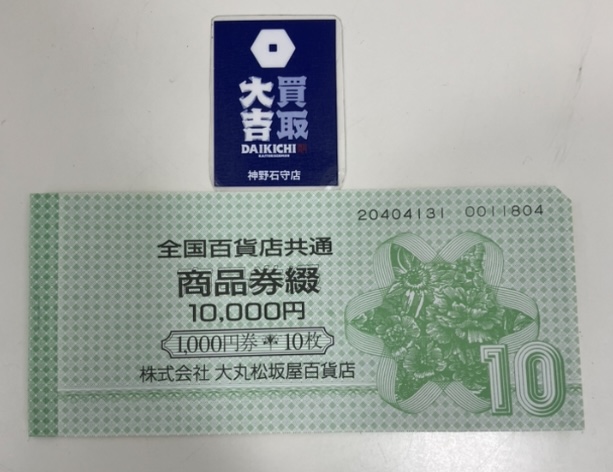 買取
大吉
DAIKICHI
神野石守店
20404131 0011804
全国百貨店共通
商品券綴
10,000円
1,000円券＊10枚
株式会社 大丸松坂屋百貨店
10